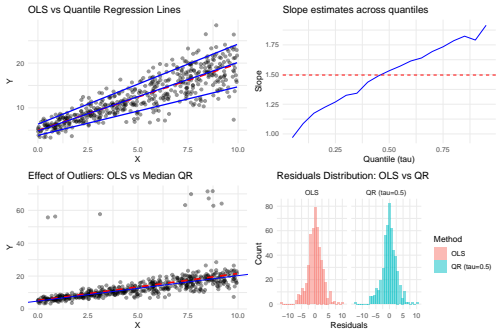 OLS vs Quantile Regression Lines
Y
20
10
0.0
2.5
5.0
7.5
10.0
X
Slope estimates across quantiles
Slope
1.75
1.50
1.25
1.00
0.25
0.50
0.75
Quantile (tau)
Effect of Outliers: OLS vs Median QR
Y
60
40
20
0
0.0
2.5
5.0
7.5
10.0
X
Residuals Distribution: OLS vs QR
OLS
QR (tau=0.5)
Count
80
60
40
20
0
−10 −5 0 5 10
−10 −5 0 5 10
Residuals
Method
OLS
QR (tau=0.5)